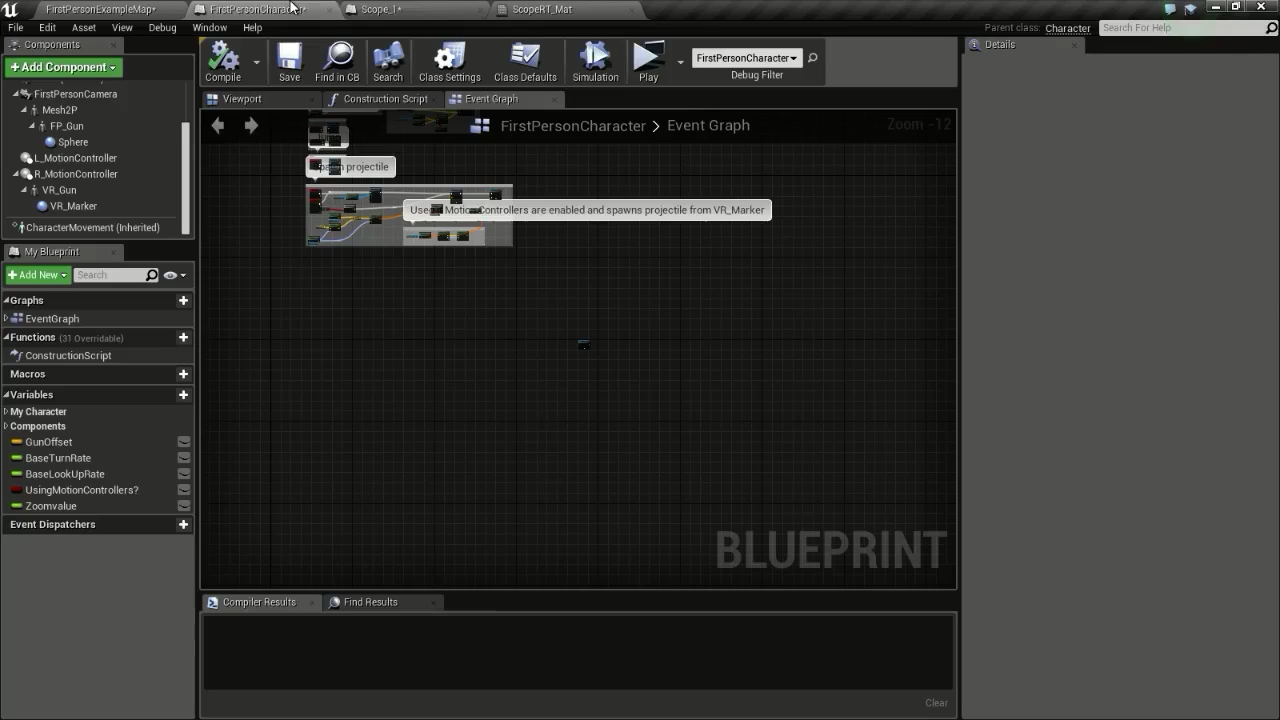 FirstPersonExampleMap*
FirstPersonCharacter*
Scope_1*
ScopeRT_Mat
File
Edit
Asset
View
Debug
Window
Help
Parent class: Character
Search For Help
Components
+ Add Component
FirstPersonCamera
Mesh2P
FP_Gun
Sphere
L_MotionController
R_MotionController
VR_Gun
VR_Marker
CharacterMovement (Inherited)
My Blueprint
+ Add New
Search
Graphs
EventGraph
Functions (31 Overridable)
ConstructionScript
Macros
Variables
My Character
Components
GunOffset
BaseTurnRate
BaseLookUpRate
UsingMotionControllers?
Zoomvalue
Event Dispatchers
Compile
Save
Find in CB
Search
Class Settings
Class Defaults
Simulation
Play
FirstPersonCharacter
Debug Filter
Viewport
Construction Script
Event Graph
FirstPersonCharacter > Event Graph
Zoom -12
projectile
Motion Controllers are enabled and spawns projectile from VR_Marker
BLUEPRINT
Compiler Results
Find Results
Clear
Details